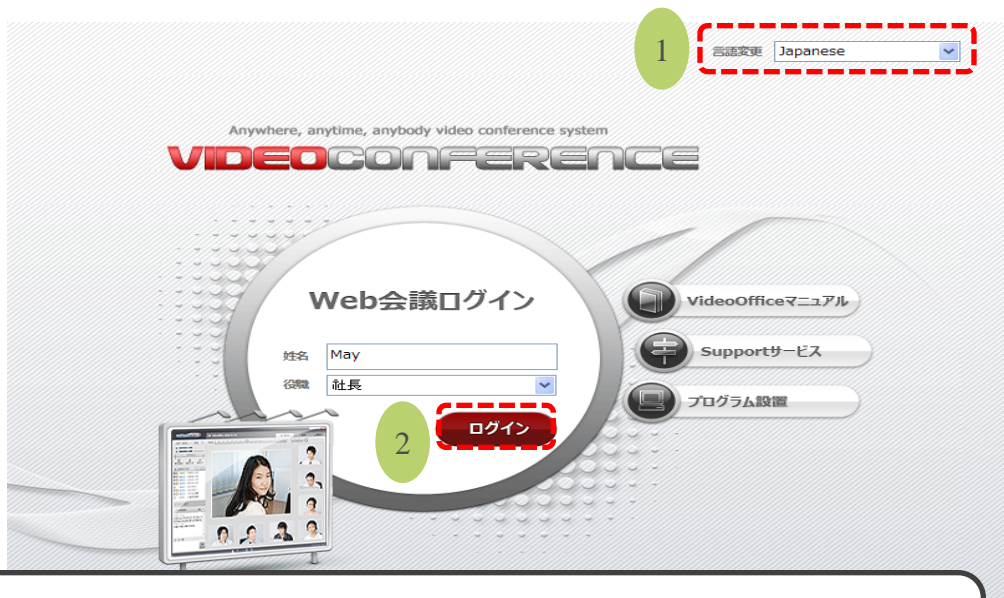 1
言語変更 Japanese
Anywhere, anytime, anybody video conference system
VIDEOCONFERENCE
Web会議ログイン
姓名 May
役職 社長
ログイン
2
VideoOfficeマニュアル
Supportサービス
プログラム設置